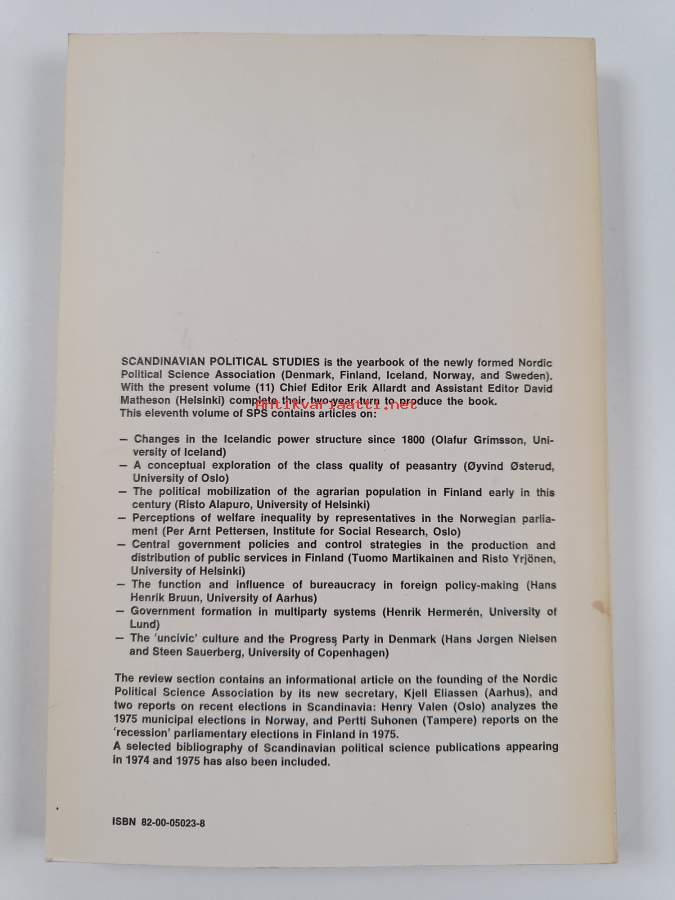 SCANDINAVIAN POLITICAL STUDIES is the yearbook of the newly formed Nordic
Political Science Association (Denmark, Finland, Iceland, Norway, and Sweden).
With the present volume (11) Chief Editor Erik Allardt and Assistant Editor David
Matheson (Helsinki) complete their two-year turn to produce the book.
Antikvariaatti.net
This eleventh volume of SPS contains articles on:
— Changes in the Icelandic power structure since 1800 (Olafur Grimsson, Uni-
versity of Iceland)
— A conceptual exploration of the class quality of peasantry (Øyvind Østerud,
University of Oslo)
— The political mobilization of the agrarian population in Finland early in this
century (Risto Alapuro, University of Helsinki)
— Perceptions of welfare inequality by representatives in the Norwegian parlia-
ment (Per Arnt Pettersen, Institute for Social Research, Oslo)
— Central government policies and control strategies in the production and
distribution of public services in Finland (Tuomo Martikainen and Risto Yrjönen,
University of Helsinki)
— The function and influence of bureaucracy in foreign policy-making (Hans
Henrik Bruun, University of Aarhus)
— Government formation in multiparty systems (Henrik Hermerén, University of
Lund)
— The 'uncivic' culture and the Progress Party in Denmark (Hans Jørgen Nielsen
and Steen Sauerberg, University of Copenhagen)
The review section contains an informational article on the founding of the Nordic
Political Science Association by its new secretary, Kjell Eliassen (Aarhus), and
two reports on recent elections in Scandinavia: Henry Valen (Oslo) analyzes the
1975 municipal elections in Norway, and Pertti Suhonen (Tampere) reports on the
'recession' parliamentary elections in Finland in 1975.
A selected bibliography of Scandinavian political science publications appearing
in 1974 and 1975 has also been included.
ISBN 82-00-05023-8